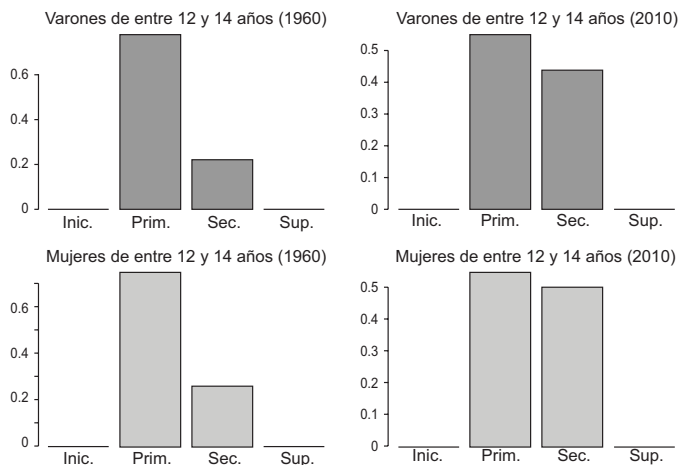 Varones de entre 12 y 14 años (1960)
0.6
0.4
0.2
0
Inic. Prim. Sec. Sup.
Varones de entre 12 y 14 años (2010)
0.5
0.4
0.3
0.2
0.1
0
Inic. Prim. Sec. Sup.
Mujeres de entre 12 y 14 años (1960)
0.6
0.4
0.2
0
Inic. Prim. Sec. Sup.
Mujeres de entre 12 y 14 años (2010)
0.5
0.4
0.3
0.2
0.1
0
Inic. Prim. Sec. Sup.